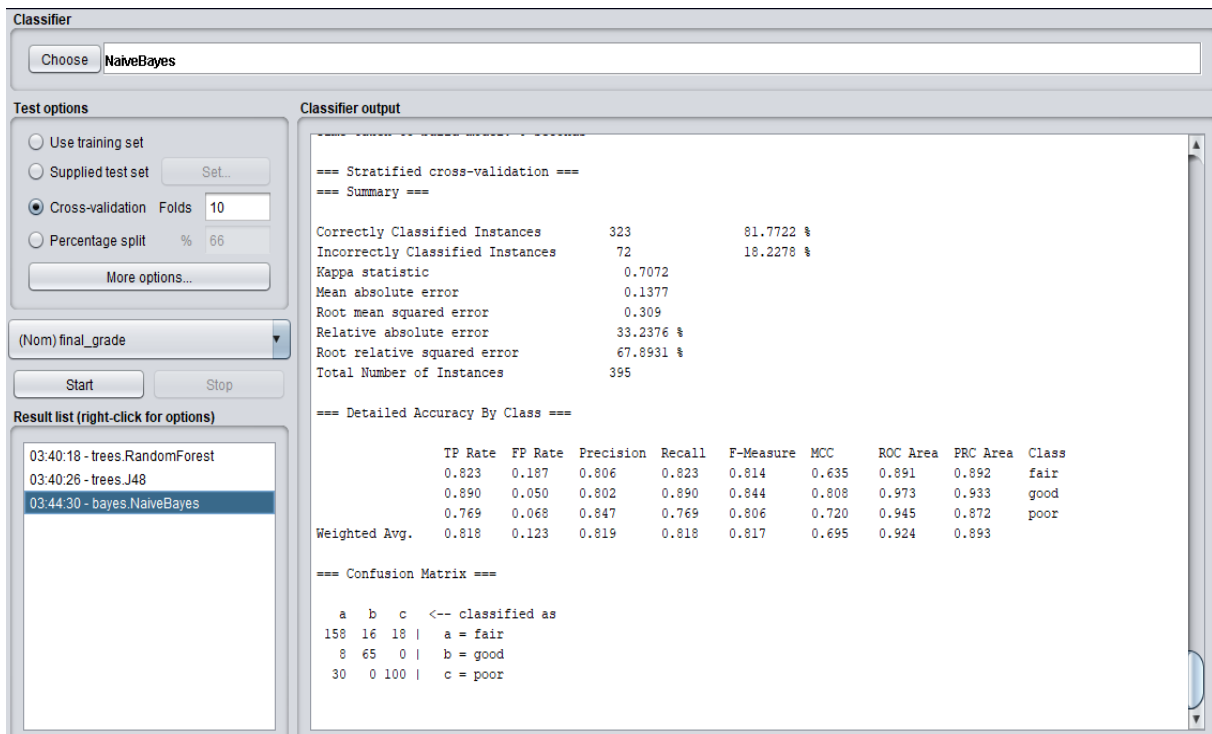 Classifier
Choose NaiveBayes
Test options
Use training set
Supplied test set Set...
Cross-validation Folds 10
Percentage split % 66
More options...
(Nom) final_grade
Start Stop
Result list (right-click for options)
03:40:18 - trees.RandomForest
03:40:26 - trees.J48
03:44:30 - bayes.NaiveBayes
Classifier output
=== Stratified cross-validation ===
=== Summary ===
Correctly Classified Instances 323 81.7722 %
Incorrectly Classified Instances 72 18.2278 %
Kappa statistic 0.7072
Mean absolute error 0.1377
Root mean squared error 0.309
Relative absolute error 33.2376 %
Root relative squared error 67.8931 %
Total Number of Instances 395
=== Detailed Accuracy By Class ===
TP Rate FP Rate Precision Recall F-Measure MCC ROC Area PRC Area Class
0.823 0.187 0.806 0.823 0.814 0.635 0.891 0.892 fair
0.890 0.050 0.802 0.890 0.844 0.808 0.973 0.933 good
0.769 0.068 0.847 0.769 0.806 0.720 0.945 0.872 poor
Weighted Avg. 0.818 0.123 0.819 0.818 0.817 0.695 0.924 0.893
=== Confusion Matrix ===
a b c <-- classified as
158 16 18 | a = fair
8 65 0 | b = good
30 0 100 | c = poor